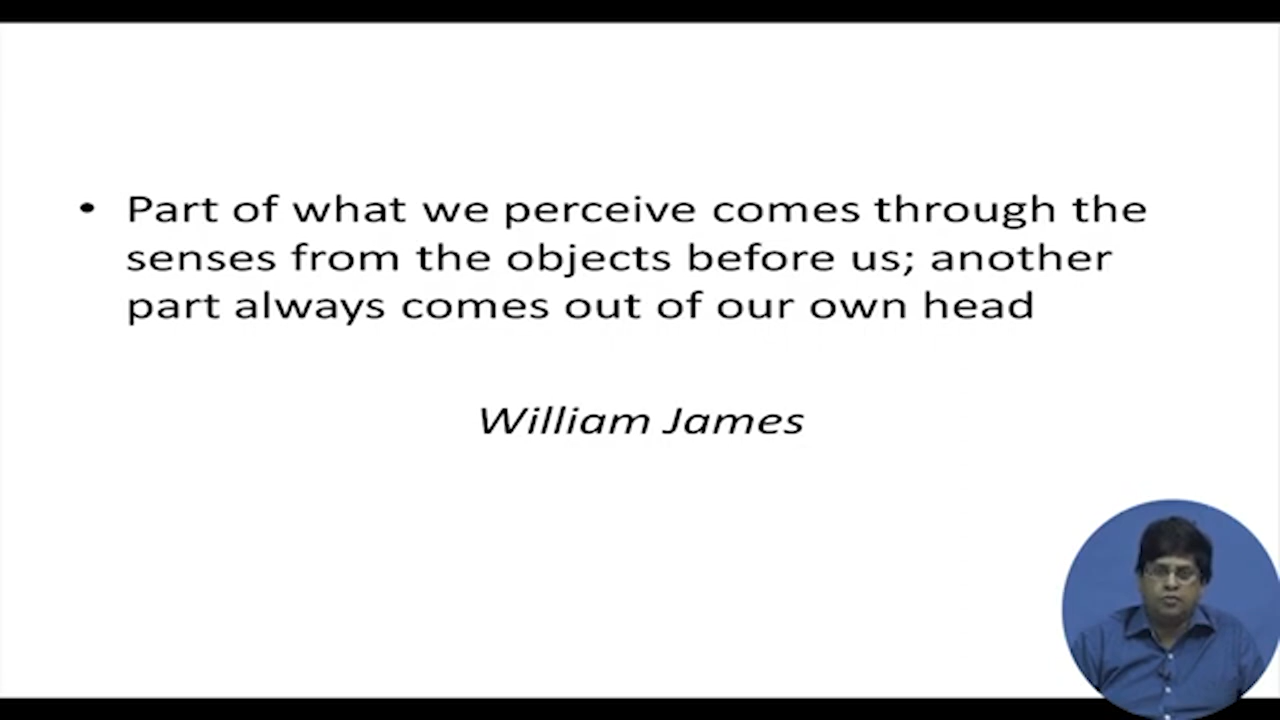 • Part of what we perceive comes through the
senses from the objects before us; another
part always comes out of our own head
William James